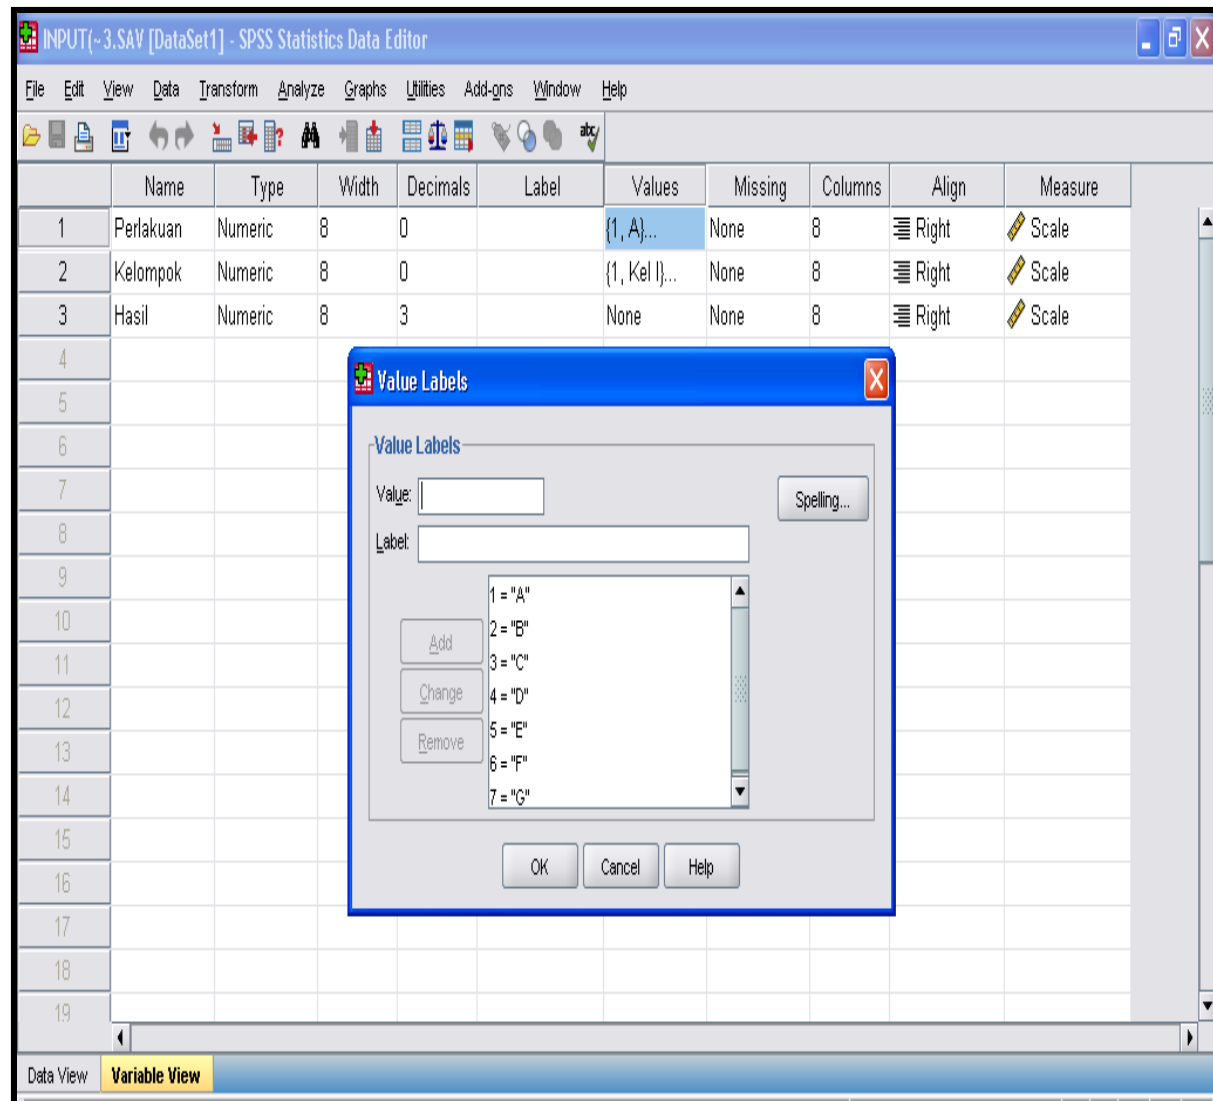 INPUT(~3.SAV [DataSet1] - SPSS Statistics Data Editor
File Edit View Data Transform Analyze Graphs Utilities Add-ons Window Help
Name Type Width Decimals Label Values Missing Columns Align Measure
1 Perlakuan Numeric 8 0 {1, A}... None 8 Right Scale
2 Kelompok Numeric 8 0 {1, Kel I}... None 8 Right Scale
3 Hasil Numeric 8 3 None None 8 Right Scale
4
5
6
7
8
9
10
11
12
13
14
15
16
17
18
19
Value Labels
Value Labels
Value:
Spelling...
Label:
1 = "A"
2 = "B"
3 = "C"
4 = "D"
5 = "E"
6 = "F"
7 = "G"
Add
Change
Remove
OK Cancel Help
Data View Variable View